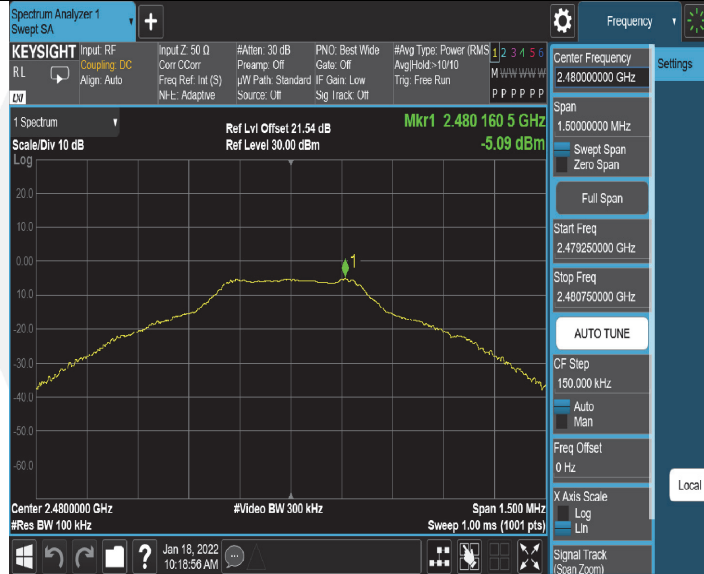 Spectrum Analyzer 1
Swept SA
+
Frequency
KEYSIGHT
RL
LXI
Input: RF
Coupling: DC
Align: Auto
Input Z: 50 Ω
Corr CCorr
Freq Ref: Int (S)
NFE: Adaptive
#Atten: 30 dB
Preamp: Off
µW Path: Standard
Source: Off
PNO: Best Wide
Gate: Off
IF Gain: Low
Sig Track: Off
#Avg Type: Power (RMS
Avg|Hold:>10/10
Trig: Free Run
1 2 3 4 5 6
M W W W W W
P P P P P P
1 Spectrum
Scale/Div 10 dB
Ref Lvl Offset 21.54 dB
Ref Level 30.00 dBm
Mkr1 2.480 160 5 GHz
-5.09 dBm
Log
20.0
10.0
0.00
10.0
-20.0
-30.0
-40.0
-50.0
-60.0
1
Center 2.4800000 GHz
#Res BW 100 kHz
#Video BW 300 kHz
Span 1.500 MHz
Sweep 1.00 ms (1001 pts)
?
Jan 18, 2022
10:18:56 AM
Center Frequency
2.480000000 GHz
Span
1.50000000 MHz
Swept Span
Zero Span
Full Span
Start Freq
2.479250000 GHz
Stop Freq
2.480750000 GHz
AUTO TUNE
CF Step
150.000 kHz
Auto
Man
Freq Offset
0 Hz
X Axis Scale
Log
Lin
Signal Track
(Span Zoom)
Settings
Local